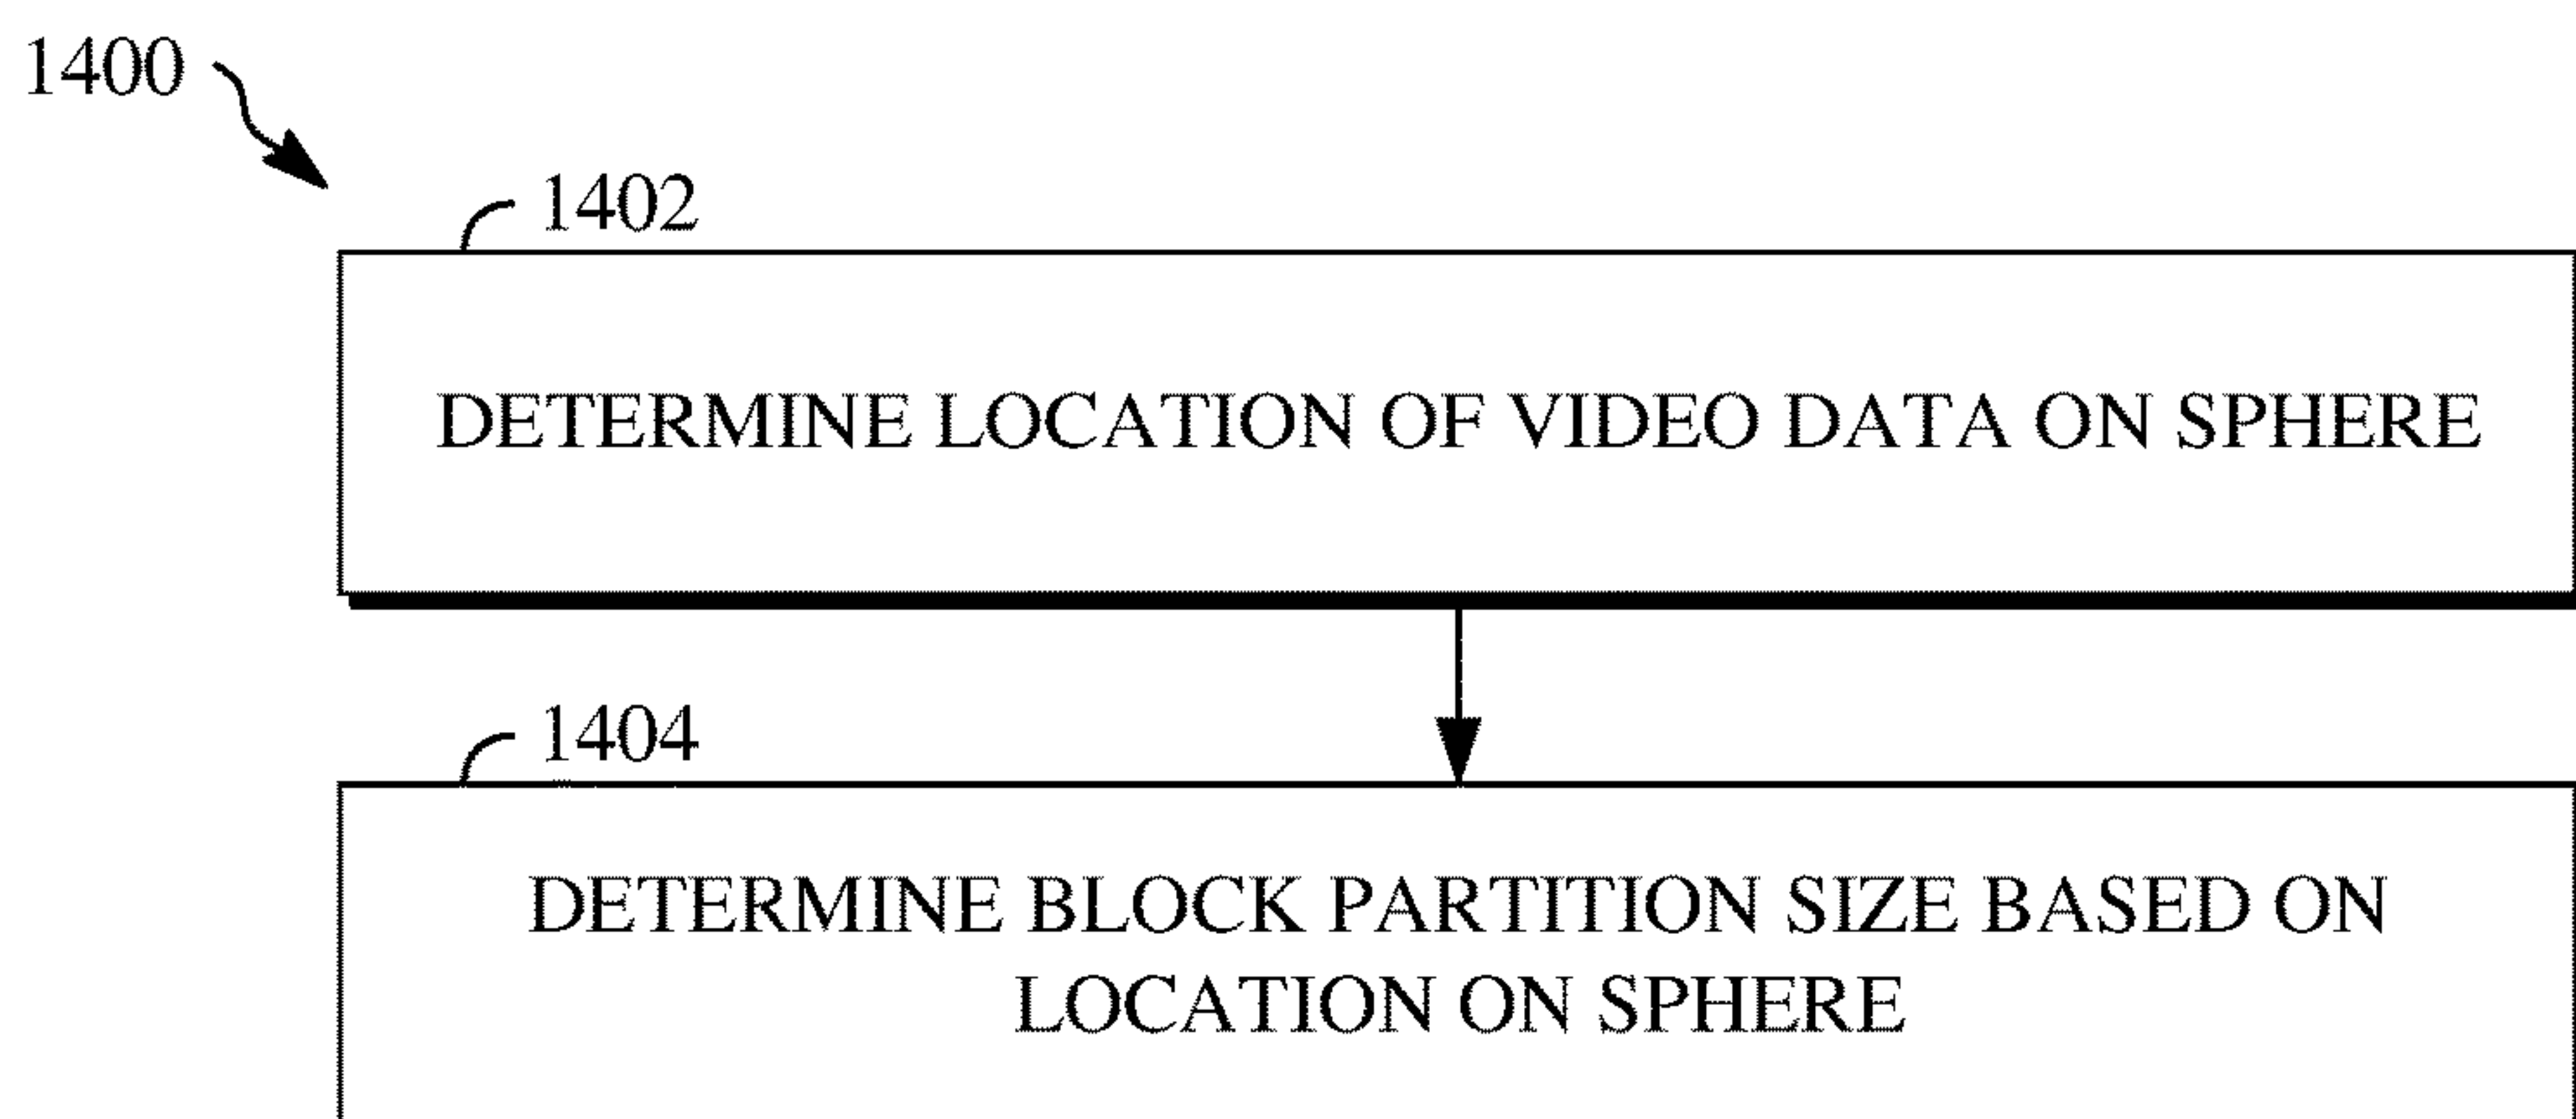 1400
1402
DETERMINE LOCATION OF VIDEO DATA ON SPHERE
1404
DETERMINE BLOCK PARTITION SIZE BASED ON
LOCATION ON SPHERE